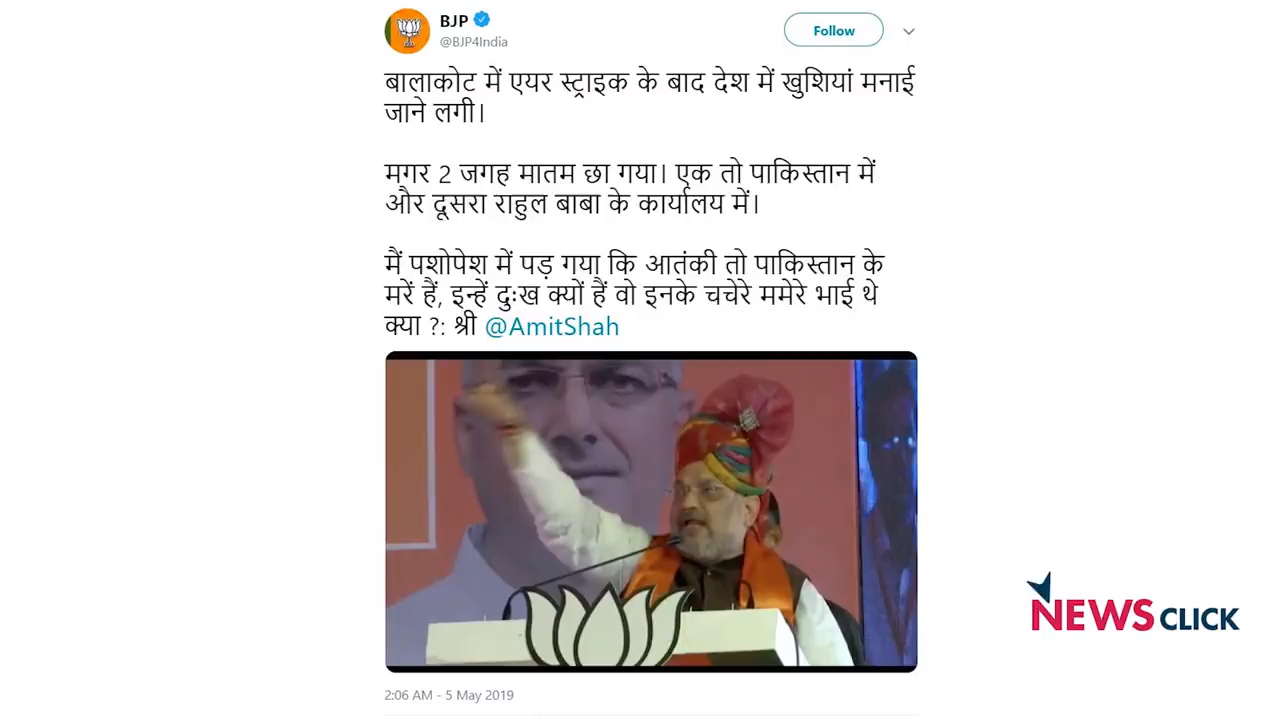 BJP
@BJP4India
Follow
बालाकोट में एयर स्ट्राइक के बाद देश में खुशियां मनाई
जाने लगी।
मगर 2 जगह मातम छा गया। एक तो पाकिस्तान में
और दूसरा राहुल बाबा के कार्यालय में।
मैं पशोपेश में पड़ गया कि आतंकी तो पाकिस्तान के
मरें हैं, इन्हें दुःख क्यों हैं वो इनके चचेरे ममेरे भाई थे
क्या ?: श्री @AmitShah
2:06 AM - 5 May 2019
NEWS CLICK